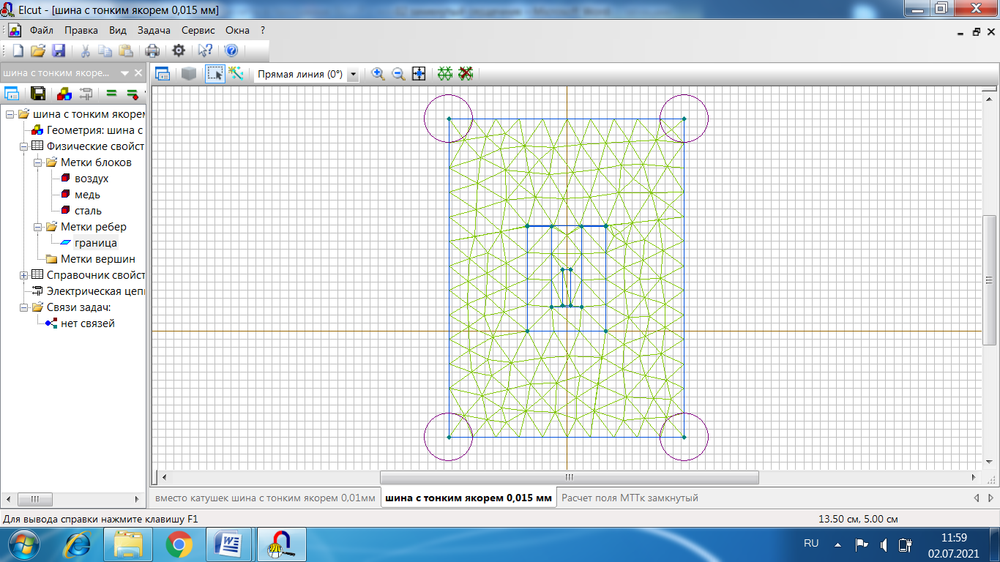 Elcut - [шина с тонким якорем 0,015 мм]
Файл Правка Вид Задача Сервис Окна ?
шина с тонким якоре...
Прямая линия (0°)
шина с тонким якорем
Геометрия: шина с
Физические свойст
Метки блоков
воздух
медь
сталь
Метки ребер
граница
Метки вершин
Справочник свойст
Электрическая цеп
Связи задач:
нет связей
вместо катушек шина с тонким якорем 0,01мм шина с тонким якорем 0,015 мм Расчет поля МТТк замкнутый
Для вывода справки нажмите клавишу F1 13.50 см, 5.00 см
RU 11:59
02.07.2021